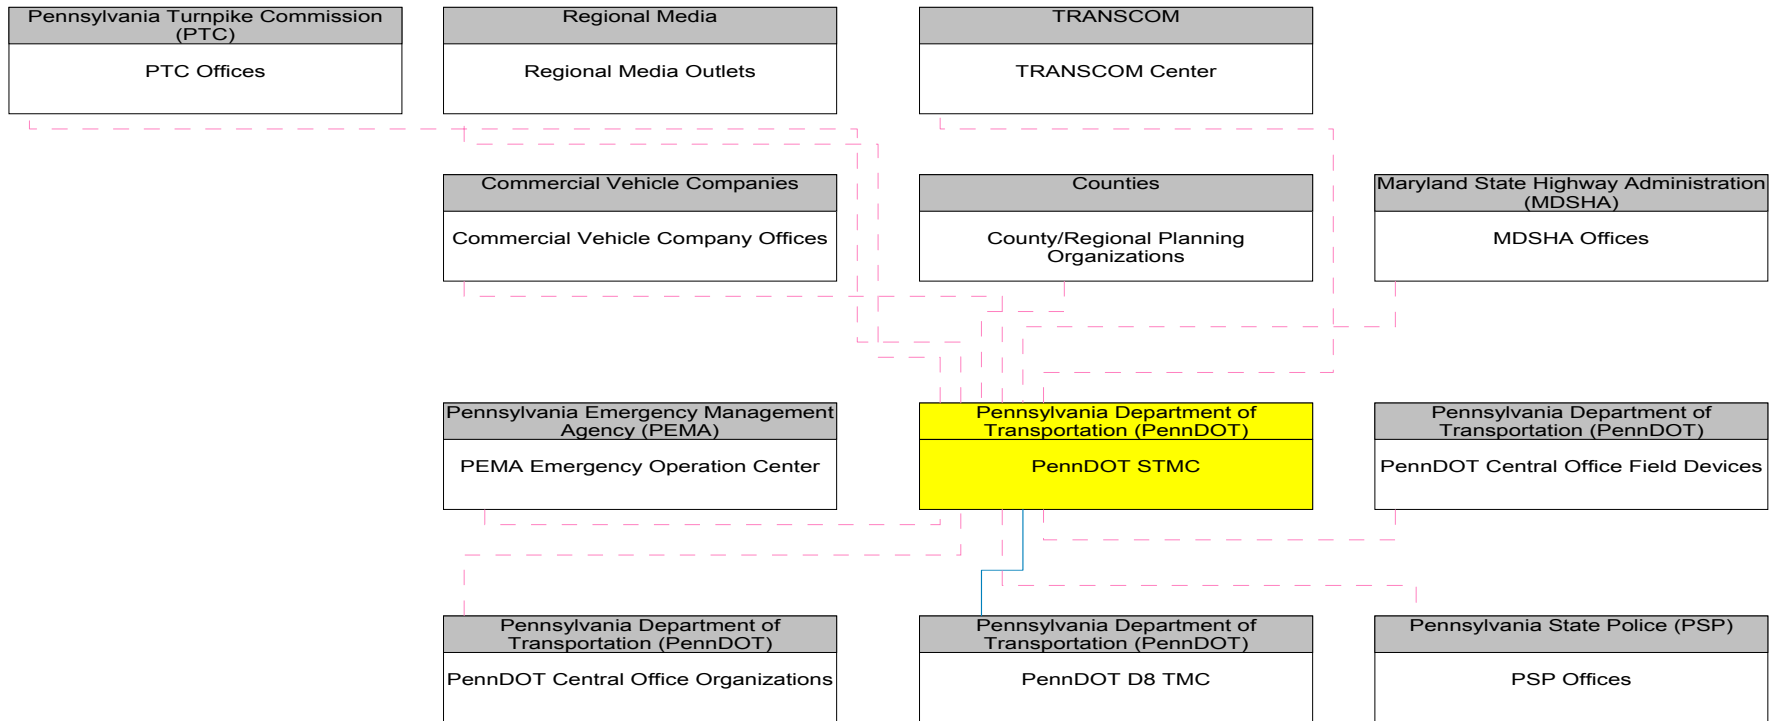 Pennsylvania Turnpike Commission
(PTC)
PTC Offices
Regional Media
Regional Media Outlets
TRANSCOM
TRANSCOM Center
Commercial Vehicle Companies
Commercial Vehicle Company Offices
Counties
County/Regional Planning
Organizations
Maryland State Highway Administration
(MDSHA)
MDSHA Offices
Pennsylvania Emergency Management
Agency (PEMA)
PEMA Emergency Operation Center
Pennsylvania Department of
Transportation (PennDOT)
PennDOT STMC
Pennsylvania Department of
Transportation (PennDOT)
PennDOT Central Office Field Devices
Pennsylvania Department of
Transportation (PennDOT)
PennDOT Central Office Organizations
Pennsylvania Department of
Transportation (PennDOT)
PennDOT D8 TMC
Pennsylvania State Police (PSP)
PSP Offices